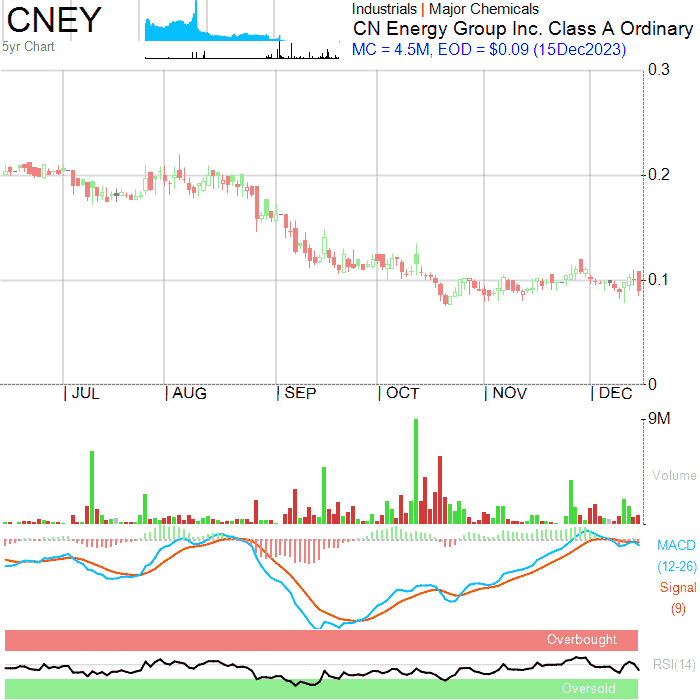 CNEY
5yr Chart
Industrials | Major Chemicals
CN Energy Group Inc. Class A Ordinary
MC = 4.5M, EOD = $0.09 (15Dec2023)
0.3
0.2
0.1
0
JUL AUG SEP OCT NOV DEC
9M
Volume
MACD
(12-26)
Signal
(9)
Overbought
RSI(14)
Oversold